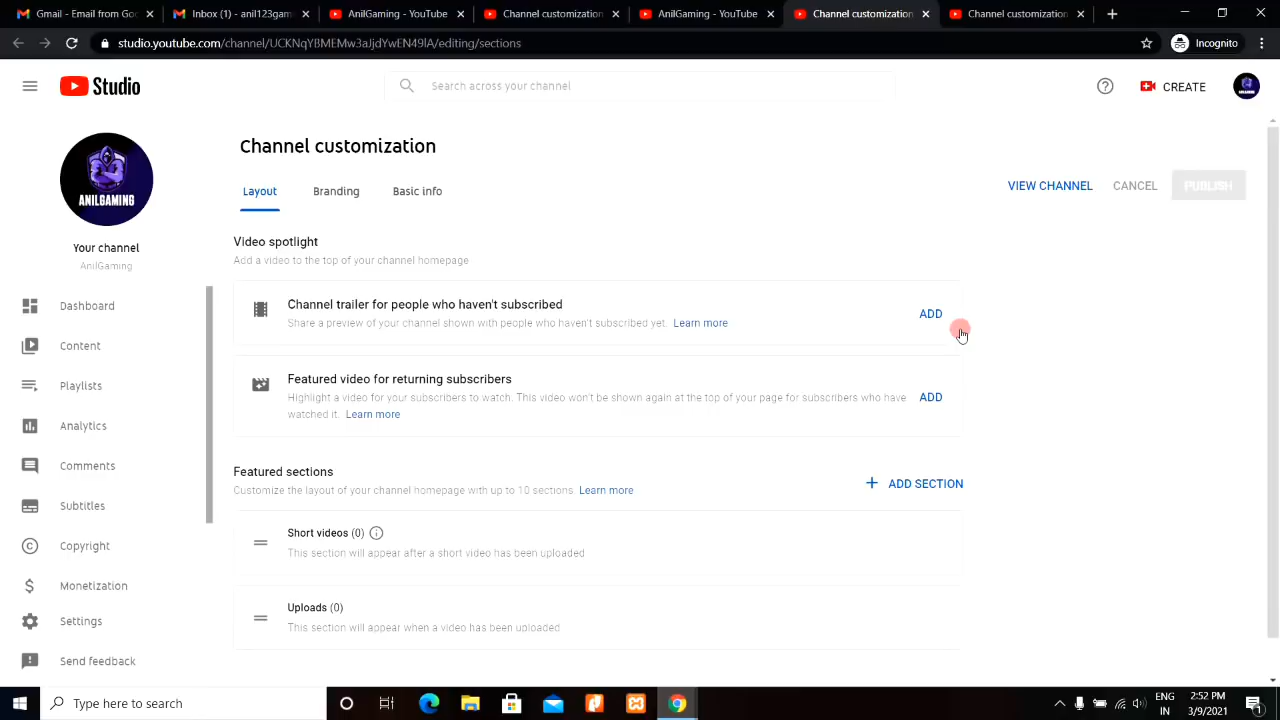 Gmail - Email from Goo
Inbox (1) - anil123gam
AnilGaming - YouTube
Channel customization
AnilGaming - YouTube
Channel customization
Channel customization
studio.youtube.com/channel/UCKNqYBMEMw3aJjdYwEN49lA/editing/sections
Incognito
Studio
Search across your channel
CREATE
ANILGAMING
Your channel
AnilGaming
Dashboard
Content
Playlists
Analytics
Comments
Subtitles
Copyright
Monetization
Settings
Send feedback
Channel customization
Layout
Branding
Basic info
VIEW CHANNEL
CANCEL
PUBLISH
Video spotlight
Add a video to the top of your channel homepage
Channel trailer for people who haven't subscribed
Share a preview of your channel shown with people who haven't subscribed yet. Learn more
ADD
Featured video for returning subscribers
Highlight a video for your subscribers to watch. This video won't be shown again at the top of your page for subscribers who have
watched it. Learn more
ADD
Featured sections
Customize the layout of your channel homepage with up to 10 sections Learn more
+ ADD SECTION
Short videos (0)
This section will appear after a short video has been uploaded
Uploads (0)
This section will appear when a video has been uploaded
Type here to search
ENG
IN
2:52 PM
3/9/2021
1